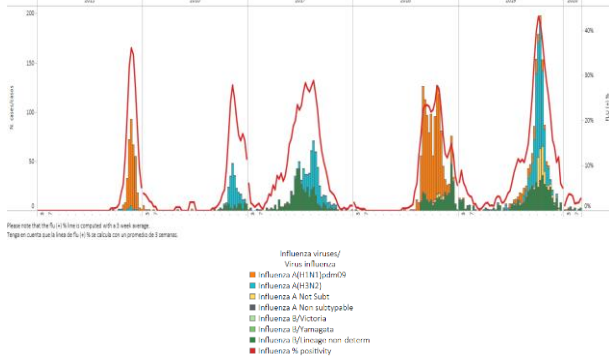 2017
2019
200
150
100
50
0
N. cases/casos
40%
30%
20%
10%
0%
FLU (+) %
Please note that the flu (+) % line is computed with a 3 week average.
Tenga en cuenta que la línea de flu (+) % se calcula con un promedio de 3 semanas.
Influenza viruses/
Virus influenza
Influenza A(H1N1)pdm09
Influenza A(H3N2)
Influenza A Not Subt
Influenza A Non subtypable
Influenza B/Victoria
Influenza B/Yamagata
Influenza B/Lineage non determ
Influenza % positivity